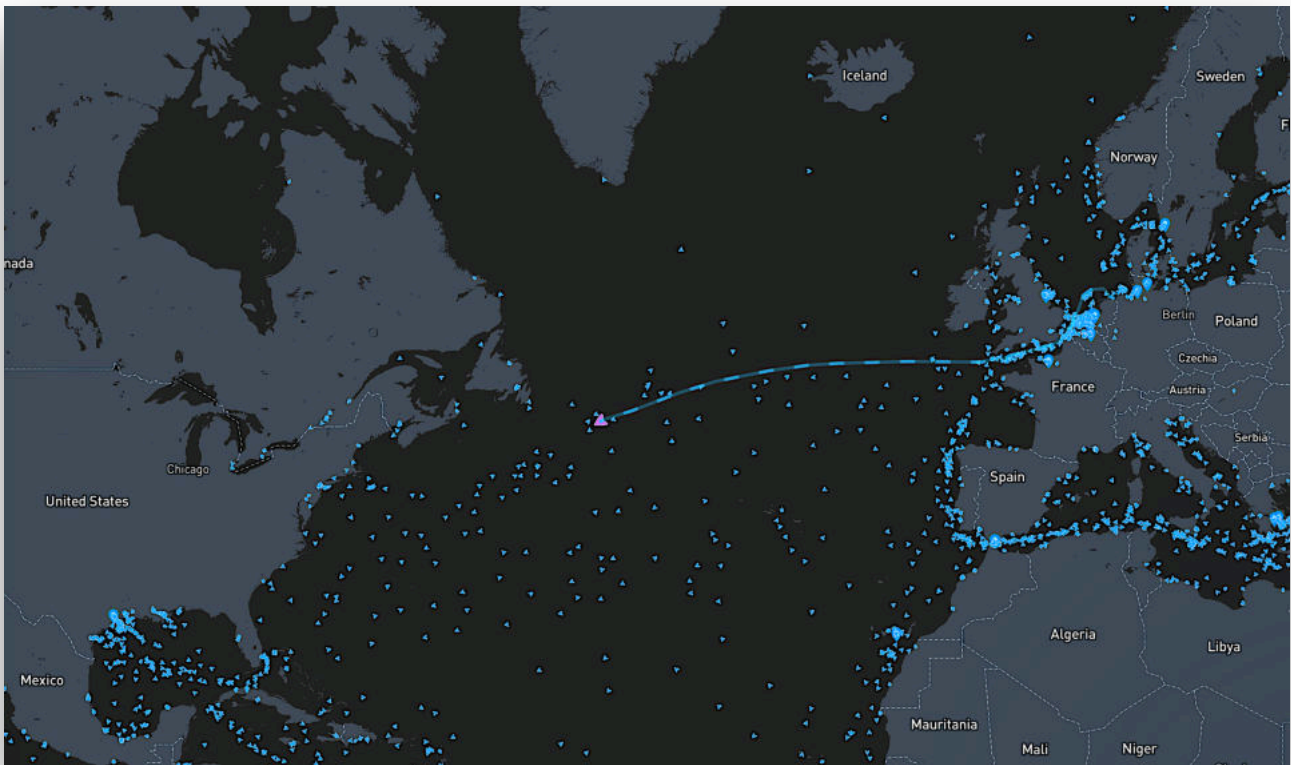 Iceland
Sweden
F
Norway
nada
Berlin
Poland
Czechia
France
Austria
Serbia
Chicago
Spain
United States
Algeria
Libya
Mexico
Mauritania
Mali
Niger